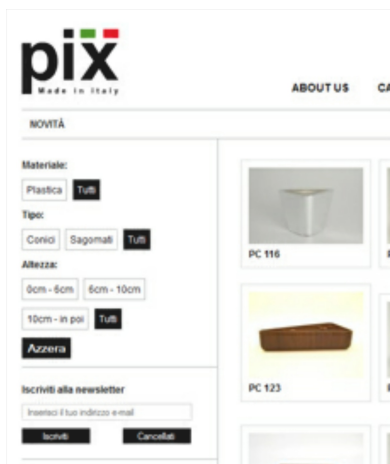 pix
Made in Italy
ABOUT US
CA
NOVITÀ
Materiale:
Plastica Tutti
Tipo:
Conici Sagomati Tutti
Altezza:
0cm - 6cm 6cm - 10cm
10cm - in poi Tutti
Azzera
PC 116
PC 123
Iscriviti alla newsletter
Inserisci il tuo indirizzo e-mail
Iscriviti Cancellati